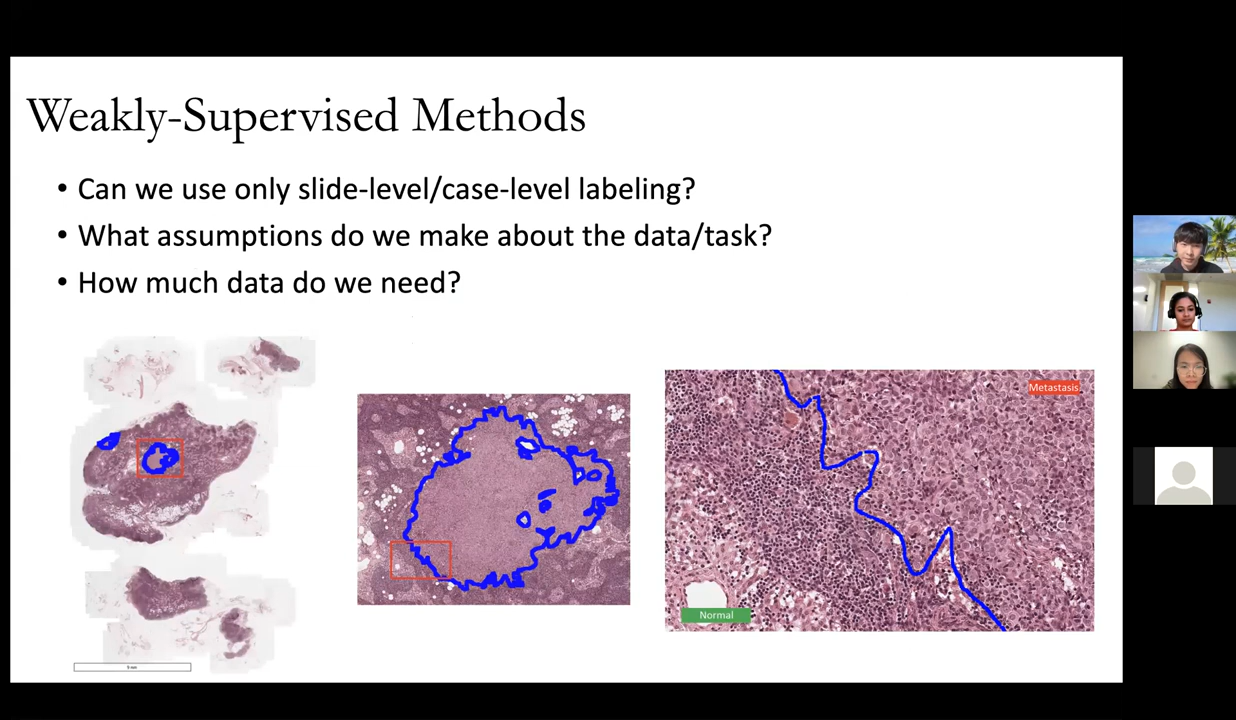 Weakly-Supervised Methods
• Can we use only slide-level/case-level labeling?
• What assumptions do we make about the data/task?
• How much data do we need?
Metastasis
Normal